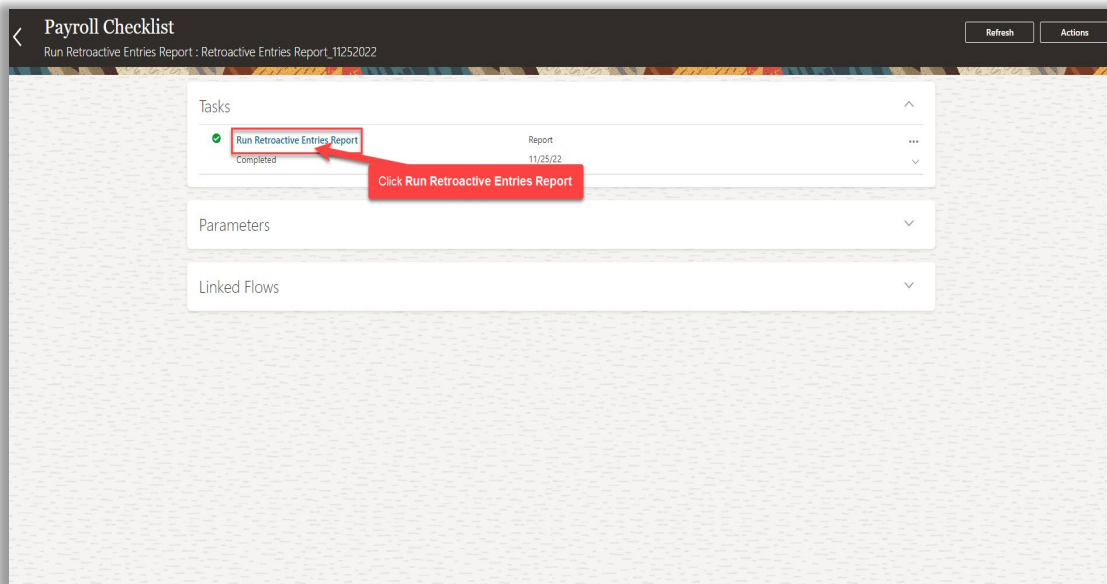 Payroll Checklist
Run Retroactive Entries Report : Retroactive Entries Report_11252022
Refresh
Actions
Tasks
Run Retroactive Entries Report
Report
Completed
11/25/22
Click Run Retroactive Entries Report
Parameters
Linked Flows